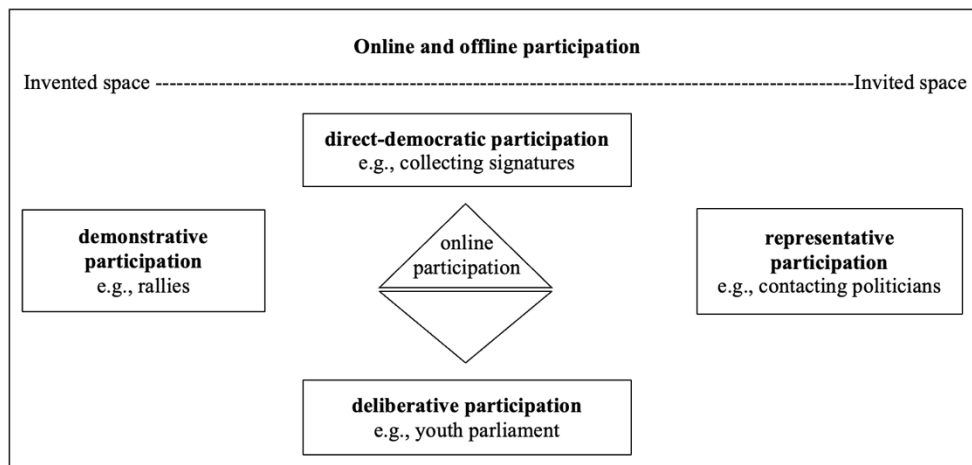 Online and offline participation
Invented space ------------------------------------------------------------------------------------Invited space
direct-democratic participation
e.g., collecting signatures
demonstrative
participation
e.g., rallies
online
participation
representative
participation
e.g., contacting politicians
deliberative participation
e.g., youth parliament